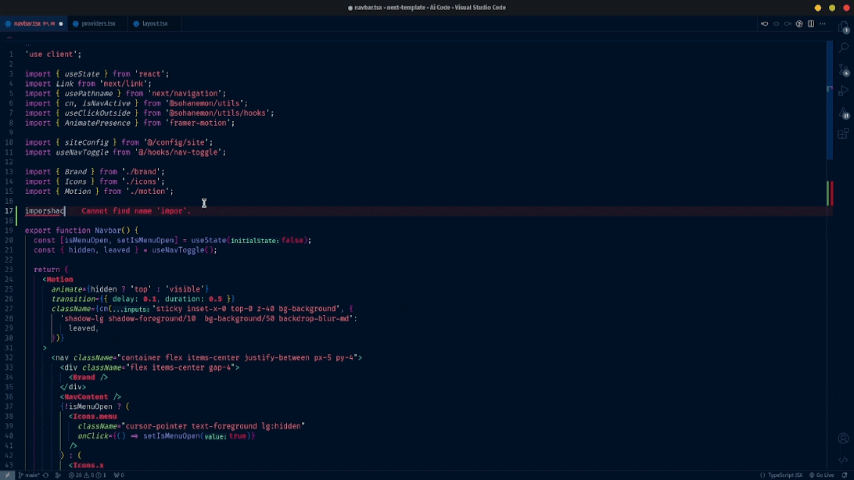 navbar.tsx - next-template - Ai Code - Visual Studio Code
navbar.tsx 9+, M
providers.tsx
layout.tsx
1 'use client';
2
3 import { useState } from 'react';
4 import Link from 'next/link';
5 import { usePathname } from 'next/navigation';
6 import { cn, isNavActive } from '@sohanemon/utils';
7 import { useClickOutside } from '@sohanemon/utils/hooks';
8 import { AnimatePresence } from 'framer-motion';
9
10 import { siteConfig } from '@/config/site';
11 import useNavToggle from '@/hooks/nav-toggle';
12
13 import { Brand } from './brand';
14 import { Icons } from './icons';
15 import { Motion } from './motion';
16
17 imporshad Cannot find name 'impor'.
18
19 export function Navbar() {
20 const [isMenuOpen, setIsMenuOpen] = useState(initialState: false);
21 const { hidden, leaved } = useNavToggle();
22
23 return (
24 <Motion
25 animate={hidden ? 'top' : 'visible'}
26 transition={{ delay: 0.1, duration: 0.5 }}
27 className={cn(...inputs: "sticky inset-x-0 top-0 z-40 bg-background", {
28 'shadow-lg shadow-foreground/10 bg-background/50 backdrop-blur-md':
29 leaved,
30 })}
31 >
32 <nav className="container flex items-center justify-between px-5 py-4">
33 <div className="flex items-center gap-4">
34 <Brand />
35 </div>
36 <NavContent />
37 {!isMenuOpen ? (
38 <Icons.menu
39 className="cursor-pointer text-foreground lg:hidden"
40 onClick={() => setIsMenuOpen(value: true)}
41 />
42 ) : (
43 <Icons.x
main*
TypeScript JSX
Go Live